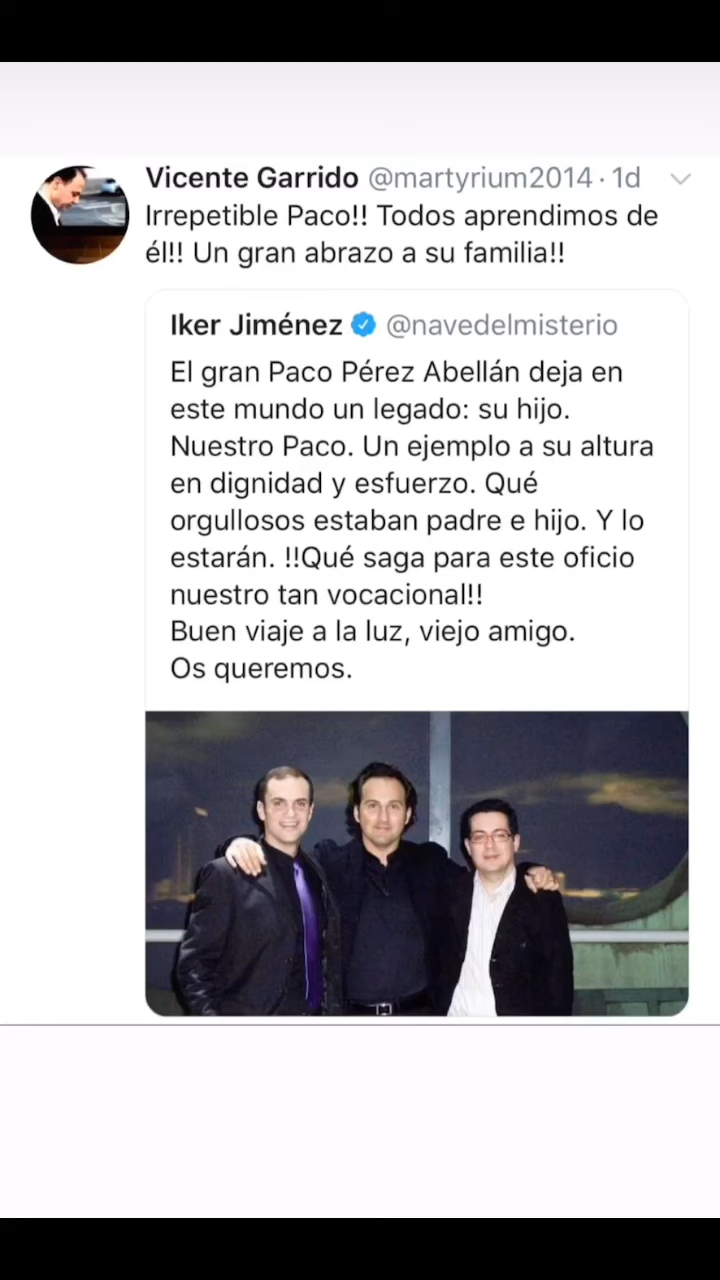 Vicente Garrido @martyrium2014 · 1d
Irrepetible Paco!! Todos aprendimos de
él!! Un gran abrazo a su familia!!
Iker Jiménez @navedelmisterio
El gran Paco Pérez Abellán deja en
este mundo un legado: su hijo.
Nuestro Paco. Un ejemplo a su altura
en dignidad y esfuerzo. Qué
orgullosos estaban padre e hijo. Y lo
estarán. !!Qué saga para este oficio
nuestro tan vocacional!!
Buen viaje a la luz, viejo amigo.
Os queremos.